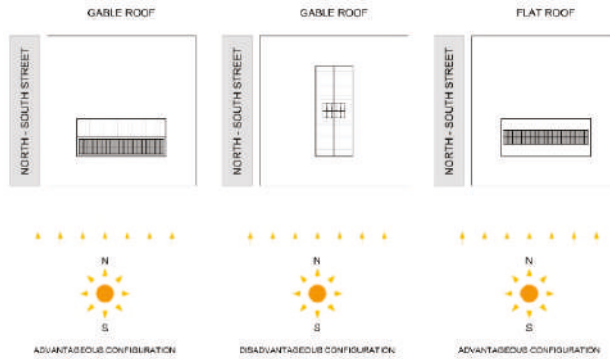 GABLE ROOF
GABLE ROOF
FLAT ROOF
NORTH - SOUTH STREET
NORTH - SOUTH STREET
NORTH - SOUTH STREET
N
N
N
S
S
S
ADVANTAGEOUS CONFIGURATION
DISADVANTAGEOUS CONFIGURATION
ADVANTAGEOUS CONFIGURATION